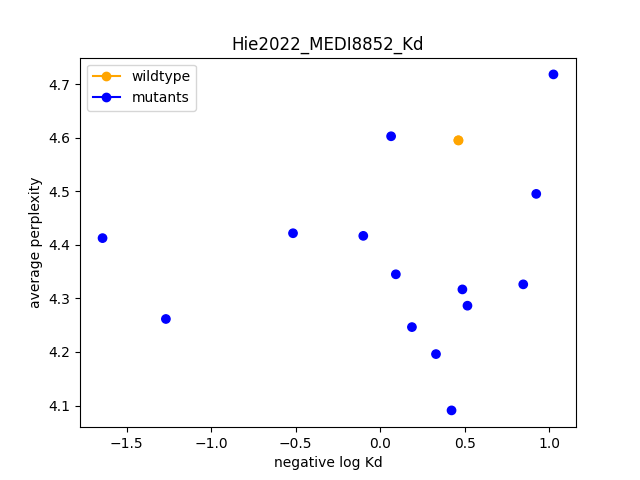 Hie2022_MEDI8852_Kd
wildtype
mutants
4.7
4.6
4.5
4.4
4.3
4.2
4.1
average perplexity
−1.5
−1.0
−0.5
0.0
0.5
1.0
negative log Kd